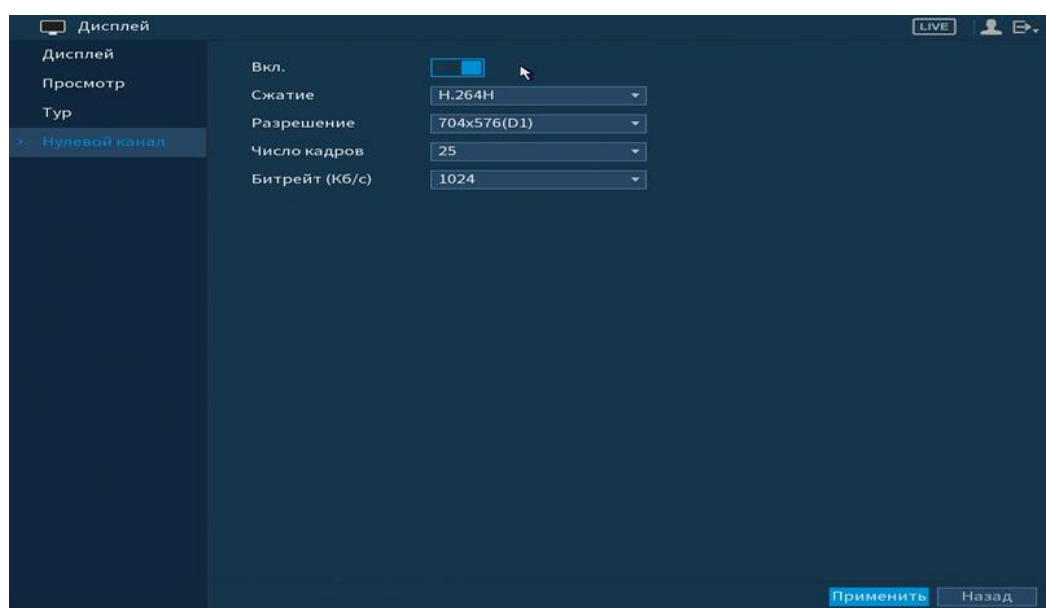 Дисплей LIVE
Дисплей
Просмотр
Тур
> Нулевой канал
Вкл.
Сжатие H.264H
Разрешение 704x576(D1)
Число кадров 25
Битрейт (Кб/с) 1024
Применить Назад